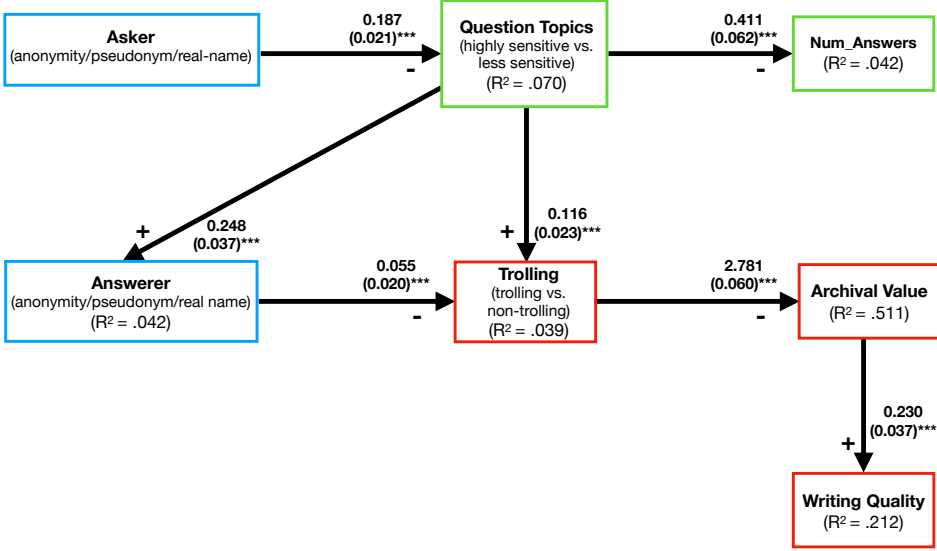 Asker
(anonymity/pseudonym/real-name)
0.187
(0.021)***
-
Question Topics
(highly sensitive vs.
less sensitive)
(R² = .070)
0.411
(0.062)***
-
Num_Answers
(R² = .042)
+
0.248
(0.037)***
+
0.116
(0.023)***
Answerer
(anonymity/pseudonym/real name)
(R² = .042)
0.055
(0.020)***
-
Trolling
(trolling vs.
non-trolling)
(R² = .039)
2.781
(0.060)***
-
Archival Value
(R² = .511)
0.230
(0.037)***
+
Writing Quality
(R² = .212)